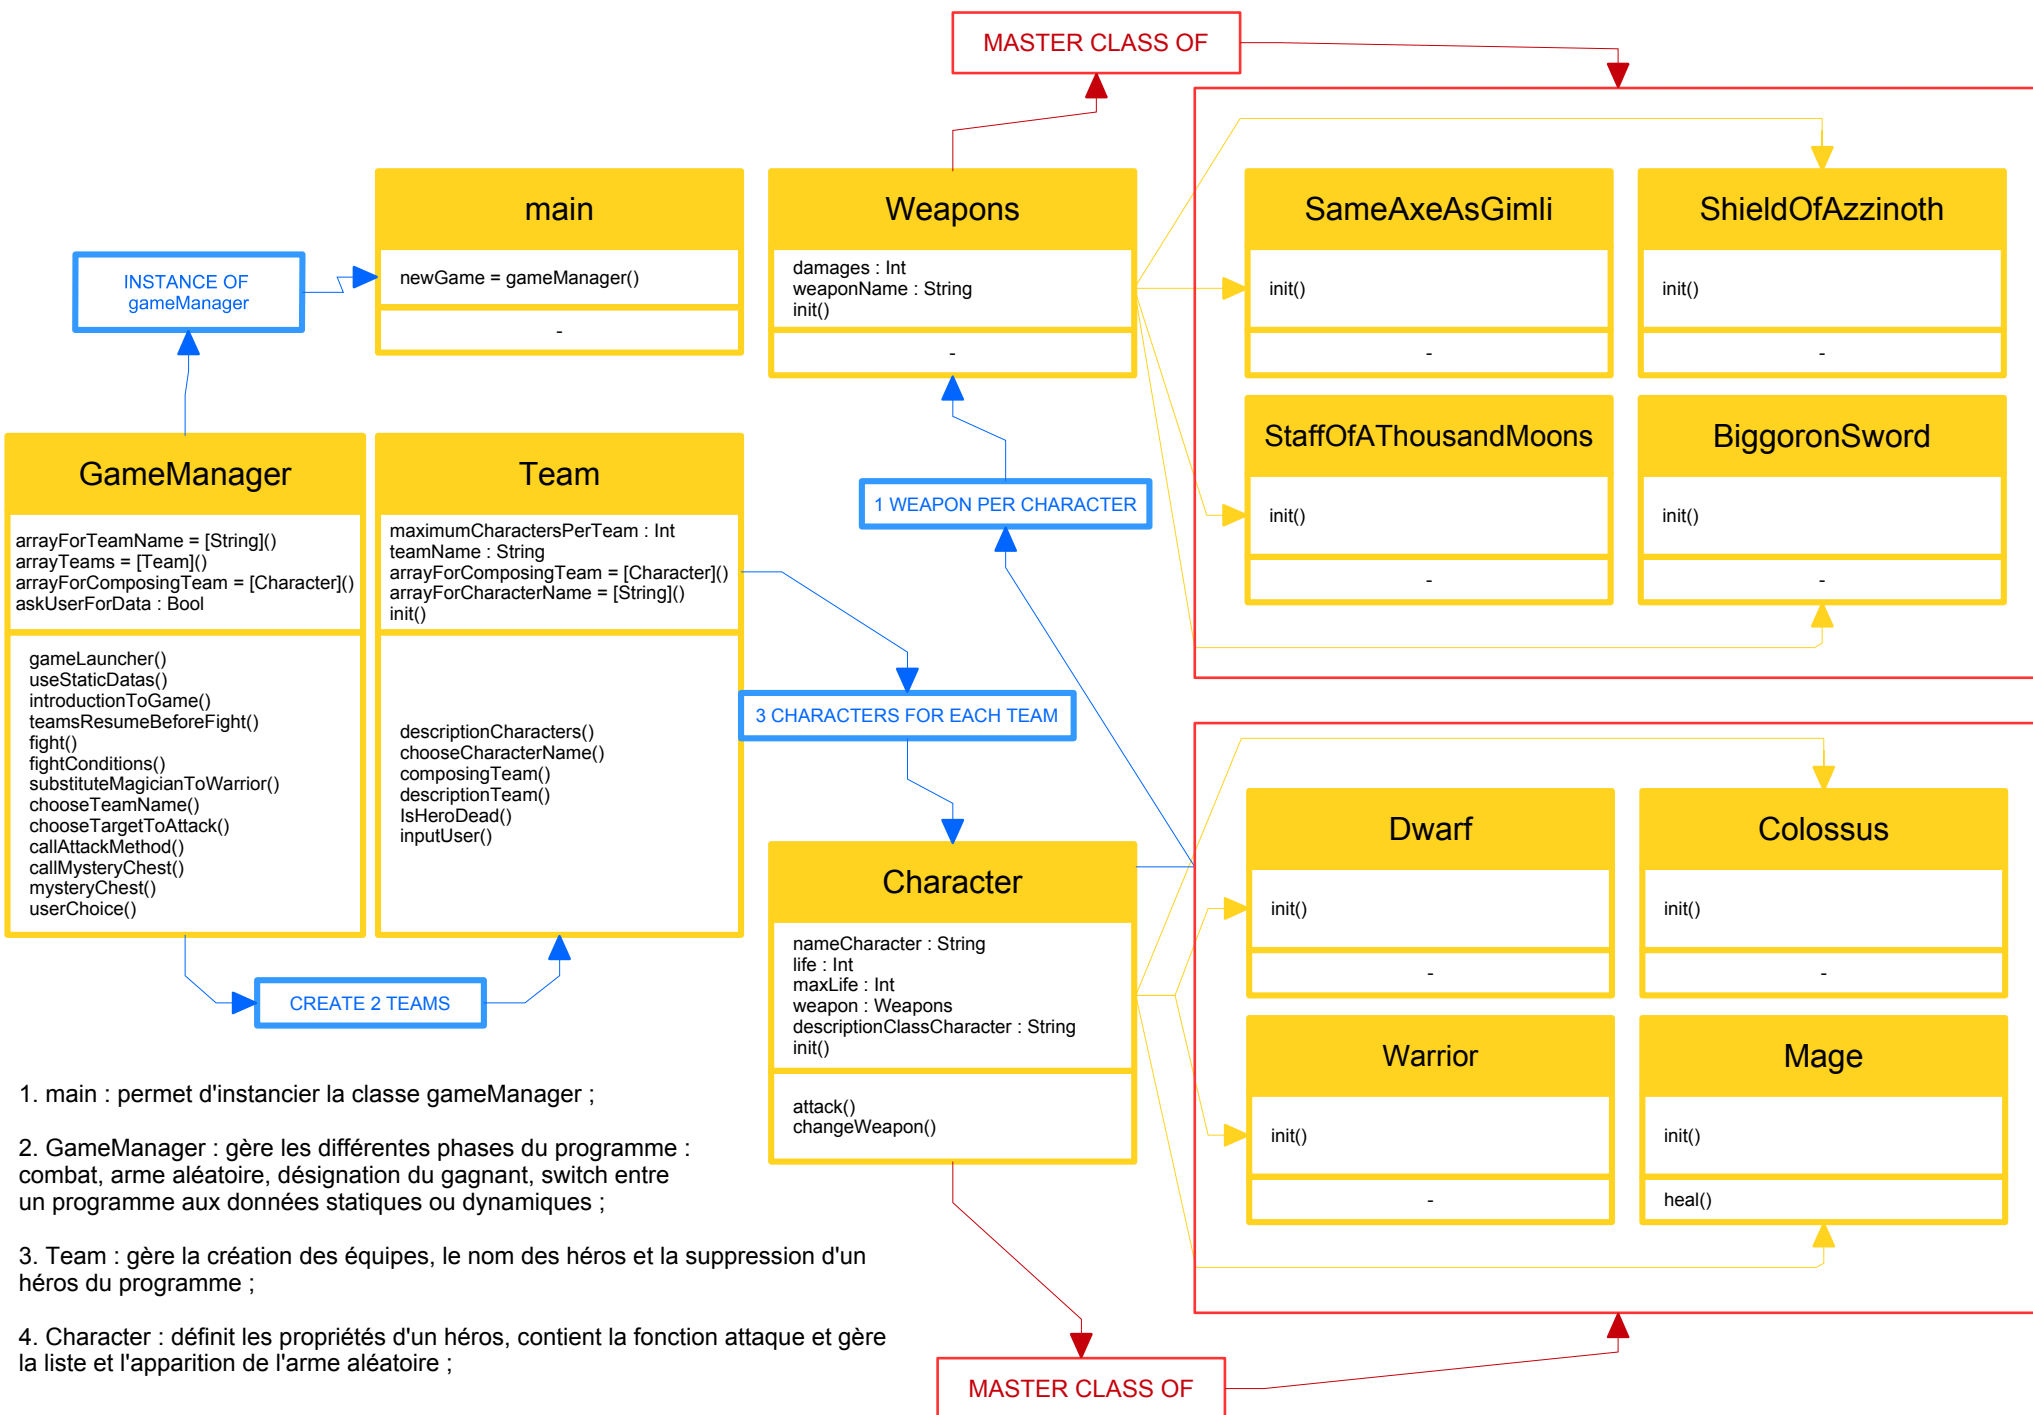 MASTER CLASS OF
main
newGame = gameManager()
-
INSTANCE OF
gameManager
Weapons
damages : Int
weaponName : String
init()
-
SameAxeAsGimli
init()
-
ShieldOfAzzinoth
init()
-
StaffOfAThousandMoons
init()
-
BiggoronSword
init()
-
GameManager
arrayForTeamName = [String]()
arrayTeams = [Team]()
arrayForComposingTeam = [Character]()
askUserForData : Bool
gameLauncher()
useStaticDatas()
introductionToGame()
teamsResumeBeforeFight()
fight()
fightConditions()
substituteMagicianToWarrior()
chooseTeamName()
chooseTargetToAttack()
callAttackMethod()
callMysteryChest()
mysteryChest()
userChoice()
Team
maximumCharactersPerTeam : Int
teamName : String
arrayForComposingTeam = [Character]()
arrayForCharacterName = [String]()
init()
descriptionCharacters()
chooseCharacterName()
composingTeam()
descriptionTeam()
IsHeroDead()
inputUser()
1 WEAPON PER CHARACTER
3 CHARACTERS FOR EACH TEAM
CREATE 2 TEAMS
Character
nameCharacter : String
life : Int
maxLife : Int
weapon : Weapons
descriptionClassCharacter : String
init()
attack()
changeWeapon()
Dwarf
init()
-
Colossus
init()
-
Warrior
init()
-
Mage
init()
heal()
1. main : permet d'instancier la classe gameManager ;
2. GameManager : gère les différentes phases du programme :
combat, arme aléatoire, désignation du gagnant, switch entre
un programme aux données statiques ou dynamiques ;
3. Team : gère la création des équipes, le nom des héros et la suppression d'un
héros du programme ;
4. Character : définit les propriétés d'un héros, contient la fonction attaque et gère
la liste et l'apparition de l'arme aléatoire ;
MASTER CLASS OF